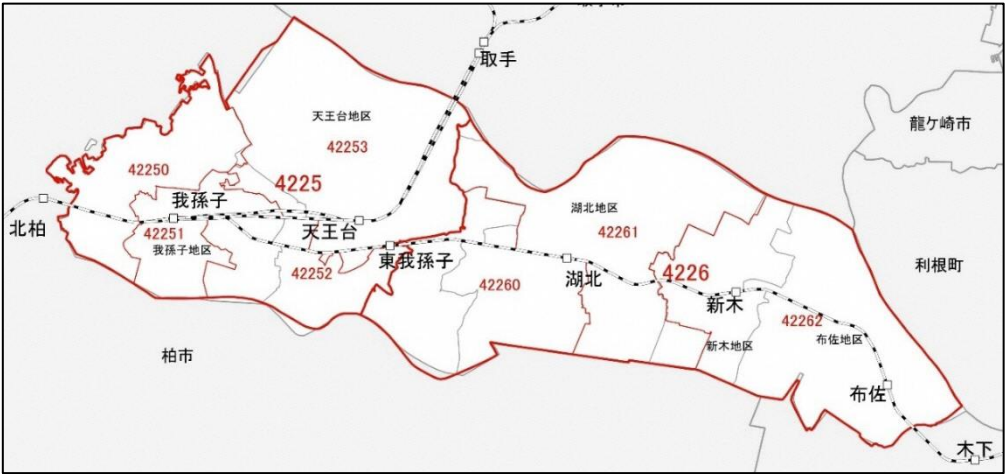 取手
天王台地区
42253
龍ケ崎市
42250
4225
我孫子
北柏
42251
我孫子地区
天王台
湖北地区
42261
東我孫子
42252
42260
湖北
4226
利根町
新木
42262
柏市
新木地区
布佐地区
布佐
木下